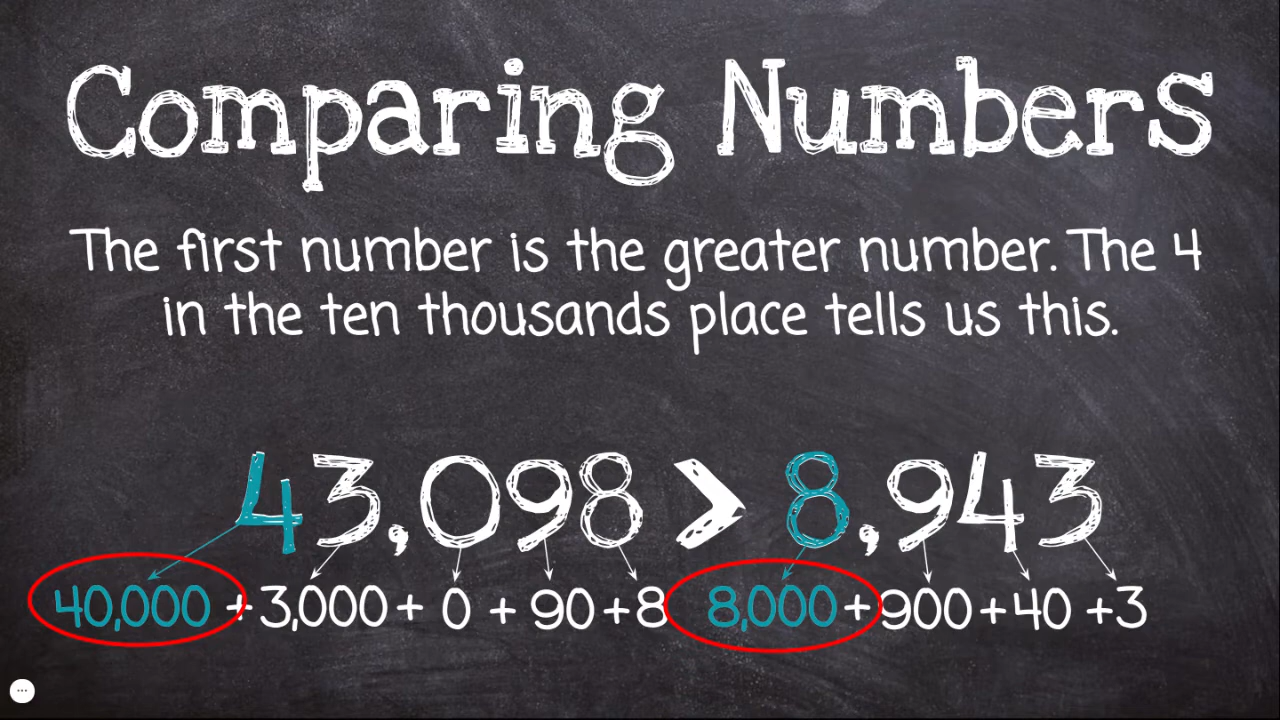 Comparing Numbers
The first number is the greater number. The 4
in the ten thousands place tells us this.
43,098 > 8,943
40,000 + 3,000 + 0 + 90 + 8 8,000 + 900 + 40 + 3